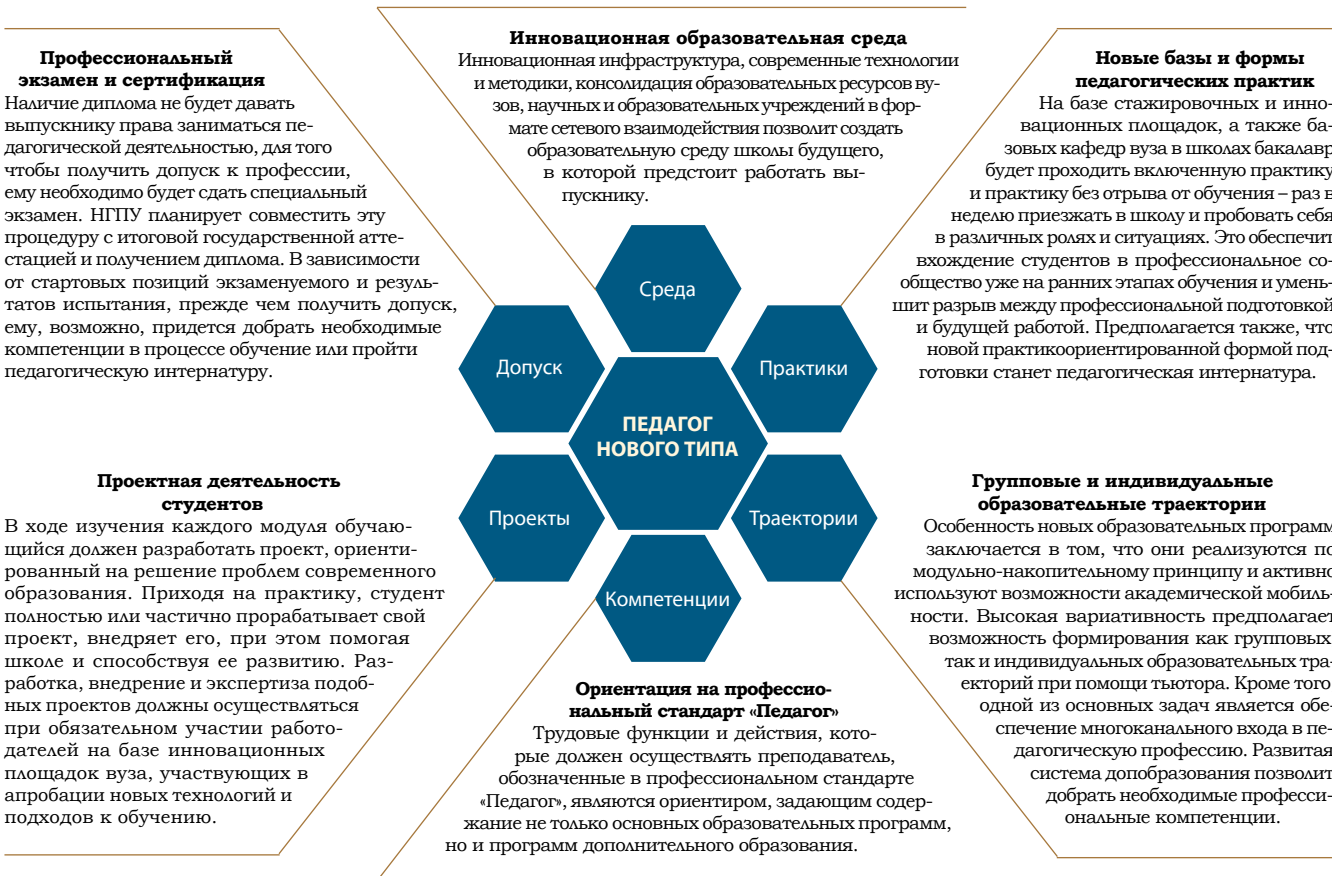 Профессиональный
экзамен и сертификация
Наличие диплома не будет давать
выпускнику права заниматься пе-
дагогической деятельностью, для того
чтобы получить допуск к профессии,
ему необходимо будет сдать специальный
экзамен. НГПУ планирует совместить эту
процедуру с итоговой государственной атте-
стацией и получением диплома. В зависимости
от стартовых позиций экзаменуемого и резуль-
татов испытания, прежде чем получить допуск,
ему, возможно, придется добрать необходимые
компетенции в процессе обучение или пройти
педагогическую интернатуру.
Инновационная образовательная среда
Инновационная инфраструктура, современные технологии
и методики, консолидация образовательных ресурсов ву-
зов, научных и образовательных учреждений в фор-
мате сетевого взаимодействия позволит создать
образовательную среду школы будущего,
в которой предстоит работать вы-
пускнику.
Новые базы и формы
педагогических практик
На базе стажировочных и инно-
вационных площадок, а также ба-
зовых кафедр вуза в школах бакалавр
будет проходить включенную практику
и практику без отрыва от обучения – раз в
неделю приезжать в школу и пробовать себя
в различных ролях и ситуациях. Это обеспечит
вхождение студентов в профессиональное со-
общество уже на ранних этапах обучения и умень-
шит разрыв между профессиональной подготовкой
и будущей работой. Предполагается также, что
новой практикоориентированной формой под-
готовки станет педагогическая интернатура.
Среда
Допуск
Практики
ПЕДАГОГ
НОВОГО ТИПА
Проекты
Траектории
Компетенции
Проектная деятельность
студентов
В ходе изучения каждого модуля обучаю-
щийся должен разработать проект, ориенти-
рованный на решение проблем современного
образования. Приходя на практику, студент
полностью или частично прорабатывает свой
проект, внедряет его, при этом помогая
школе и способствуя ее развитию. Раз-
работка, внедрение и экспертиза подоб-
ных проектов должны осуществляться
при обязательном участии работо-
дателей на базе инновационных
площадок вуза, участвующих в
апробации новых технологий и
подходов к обучению.
Ориентация на профессио-
нальный стандарт «Педагог»
Трудовые функции и действия, кото-
рые должен осуществлять преподаватель,
обозначенные в профессиональном стандарте
«Педагог», являются ориентиром, задающим содер-
жание не только основных образовательных программ,
но и программ дополнительного образования.
Групповые и индивидуальные
образовательные траектории
Особенность новых образовательных программ
заключается в том, что они реализуются по
модульно-накопительному принципу и активно
используют возможности академической мобиль-
ности. Высокая вариативность предполагает
возможность формирования как групповых
так и индивидуальных образовательных тра-
екторий при помощи тьютора. Кроме того
одной из основных задач является обе-
спечение многоканального входа в пе-
дагогическую профессию. Развитая
система допобразования позволит
добрать необходимые професси-
ональные компетенции.